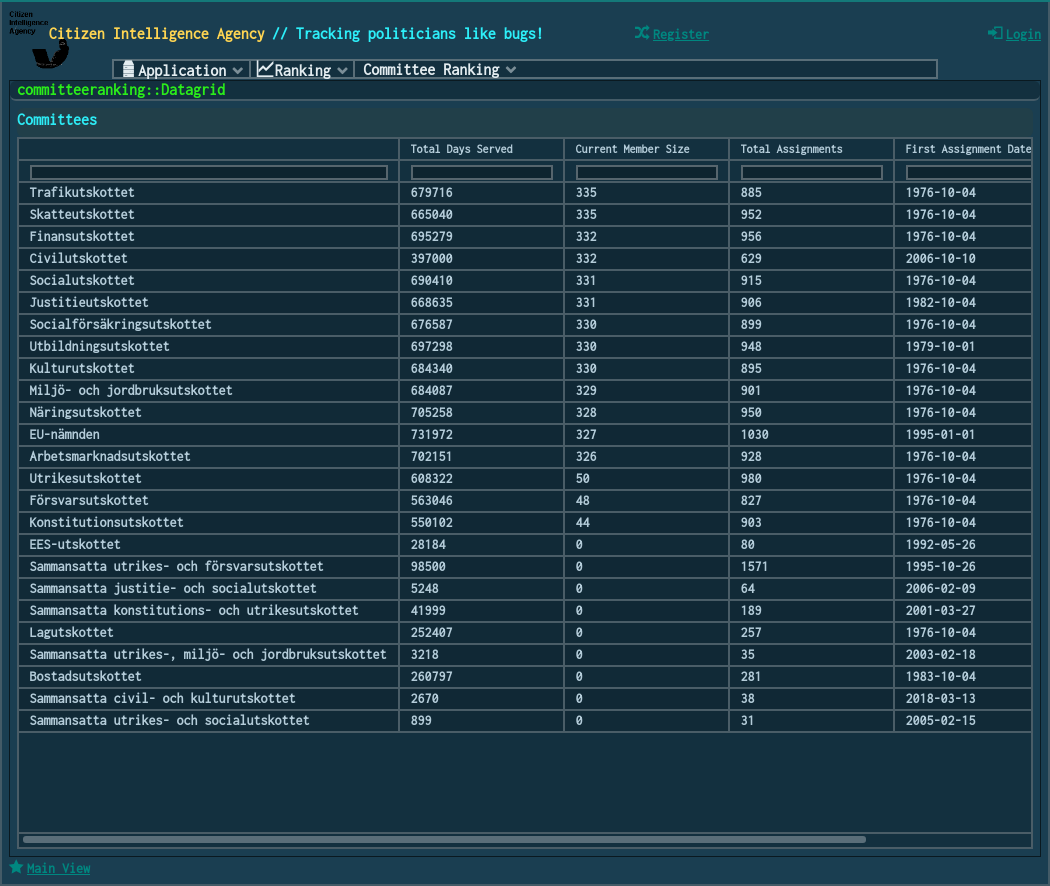 Citizen
Intelligence
Agency
Citizen Intelligence Agency // Tracking politicians like bugs!
Register
Login
Application Ranking Committee Ranking
committeeranking::Datagrid
Committees
Total Days Served Current Member Size Total Assignments First Assignment Date
Trafikutskottet 679716 335 885 1976-10-04
Skatteutskottet 665040 335 952 1976-10-04
Finansutskottet 695279 332 956 1976-10-04
Civilutskottet 397000 332 629 2006-10-10
Socialutskottet 690410 331 915 1976-10-04
Justitieutskottet 668635 331 906 1982-10-04
Socialförsäkringsutskottet 676587 330 899 1976-10-04
Utbildningsutskottet 697298 330 948 1979-10-01
Kulturutskottet 684340 330 895 1976-10-04
Miljö- och jordbruksutskottet 684087 329 901 1976-10-04
Näringsutskottet 705258 328 950 1976-10-04
EU-nämnden 731972 327 1030 1995-01-01
Arbetsmarknadsutskottet 702151 326 928 1976-10-04
Utrikesutskottet 608322 50 980 1976-10-04
Försvarsutskottet 563046 48 827 1976-10-04
Konstitutionsutskottet 550102 44 903 1976-10-04
EES-utskottet 28184 0 80 1992-05-26
Sammansatta utrikes- och försvarsutskottet 98500 0 1571 1995-10-26
Sammansatta justitie- och socialutskottet 5248 0 64 2006-02-09
Sammansatta konstitutions- och utrikesutskottet 41999 0 189 2001-03-27
Lagutskottet 252407 0 257 1976-10-04
Sammansatta utrikes-, miljö- och jordbruksutskottet 3218 0 35 2003-02-18
Bostadsutskottet 260797 0 281 1983-10-04
Sammansatta civil- och kulturutskottet 2670 0 38 2018-03-13
Sammansatta utrikes- och socialutskottet 899 0 31 2005-02-15
Main View